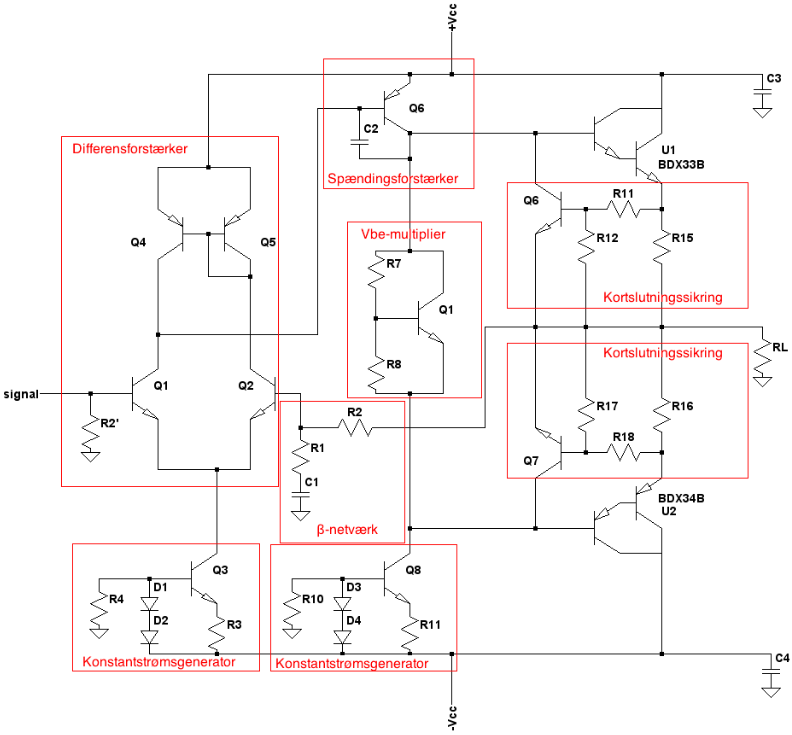 +Vcc
C3
Q6
C2
Differensforstærker
U1
BDX33B
Spændingsforstærker
Q6
R11
Vbe-multiplier
Q4
Q5
R12
R15
R7
Kortslutningssikring
Q1
RL
Kortslutningssikring
R8
Q1
Q2
signal
R2'
R2
R17
R16
R18
R1
Q7
C1
BDX34B
U2
β-netværk
Q3
Q8
D1
D3
R4
R10
D2
R3
D4
R11
Konstantstrømsgenerator
Konstantstrømsgenerator
C4
-Vcc